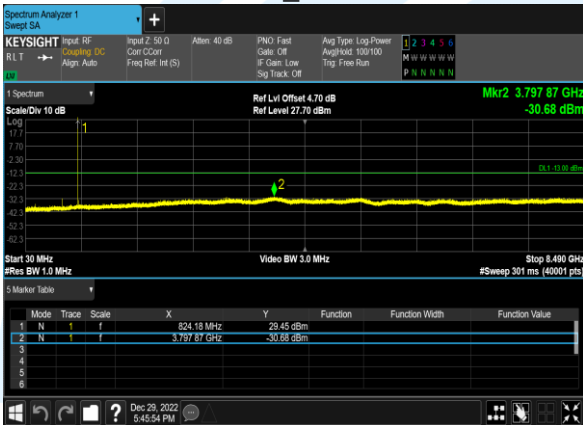 Spectrum Analyzer 1
Swept SA
+
KEYSIGHT Input: RF Input Z: 50 Ω Atten: 40 dB PNO: Fast Avg Type: Log-Power 1 2 3 4 5 6
RLT Coupling: DC Corr CCorr Gate: Off Avg|Hold: 100/100 M W W W W W
Align: Auto Freq Ref: Int (S) IF Gain: Low Trig: Free Run
LU Sig Track: Off P N N N N N
1 Spectrum Ref Lvl Offset 4.70 dB Mkr2 3.797 87 GHz
Scale/Div 10 dB Ref Level 27.70 dBm -30.68 dBm
Log
17.7
7.70
-2.30
-12.3
-22.3
-32.3
-42.3
-52.3
-62.3
1
2
DL1 -13.00 dBm
Start 30 MHz Video BW 3.0 MHz Stop 8.490 GHz
#Res BW 1.0 MHz #Sweep 301 ms (40001 pts)
5 Marker Table
Mode Trace Scale X Y Function Function Width Function Value
1 N 1 f 824.18 MHz 29.45 dBm
2 N 1 f 3.797 87 GHz -30.68 dBm
3
4
5
6
? Dec 29, 2022
5:45:54 PM